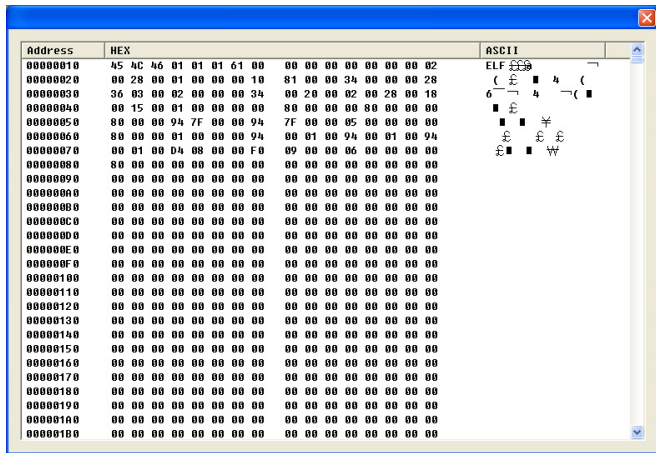 Address HEX ASCII
00000010 45 4C 46 01 01 01 61 00 00 00 00 00 00 00 00 02 ELF ££@ ¬
00000020 00 28 00 01 00 00 00 10 81 00 00 34 00 00 00 28 ( £ ■ 4 (
00000030 36 03 00 02 00 00 00 34 00 20 00 02 00 28 00 18 6¯ ¬ 4 ¬( ■
00000040 00 15 00 01 00 00 00 00 80 00 00 00 80 00 00 00 ■ £
00000050 80 00 00 94 7F 00 00 94 7F 00 00 05 00 00 00 00 ■ ■ ¥
00000060 80 00 00 01 00 00 00 94 00 01 00 94 00 01 00 94 £ £ £
00000070 00 01 00 D4 08 00 00 F0 09 00 00 06 00 00 00 00 £■ ■ ₩
00000080 80 00 00 00 00 00 00 00 00 00 00 00 00 00 00 00
00000090 00 00 00 00 00 00 00 00 00 00 00 00 00 00 00 00
000000A0 00 00 00 00 00 00 00 00 00 00 00 00 00 00 00 00
000000B0 00 00 00 00 00 00 00 00 00 00 00 00 00 00 00 00
000000C0 00 00 00 00 00 00 00 00 00 00 00 00 00 00 00 00
000000D0 00 00 00 00 00 00 00 00 00 00 00 00 00 00 00 00
000000E0 00 00 00 00 00 00 00 00 00 00 00 00 00 00 00 00
000000F0 00 00 00 00 00 00 00 00 00 00 00 00 00 00 00 00
00000100 00 00 00 00 00 00 00 00 00 00 00 00 00 00 00 00
00000110 00 00 00 00 00 00 00 00 00 00 00 00 00 00 00 00
00000120 00 00 00 00 00 00 00 00 00 00 00 00 00 00 00 00
00000130 00 00 00 00 00 00 00 00 00 00 00 00 00 00 00 00
00000140 00 00 00 00 00 00 00 00 00 00 00 00 00 00 00 00
00000150 00 00 00 00 00 00 00 00 00 00 00 00 00 00 00 00
00000160 00 00 00 00 00 00 00 00 00 00 00 00 00 00 00 00
00000170 00 00 00 00 00 00 00 00 00 00 00 00 00 00 00 00
00000180 00 00 00 00 00 00 00 00 00 00 00 00 00 00 00 00
00000190 00 00 00 00 00 00 00 00 00 00 00 00 00 00 00 00
000001A0 00 00 00 00 00 00 00 00 00 00 00 00 00 00 00 00
000001B0 00 00 00 00 00 00 00 00 00 00 00 00 00 00 00 00